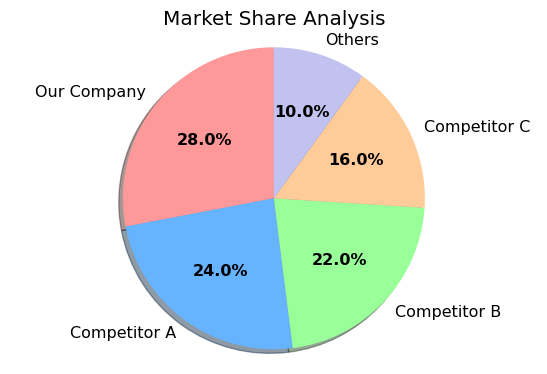 Market Share Analysis
Others
Our Company
10.0%
28.0%
Competitor C
16.0%
22.0%
24.0%
Competitor B
Competitor A